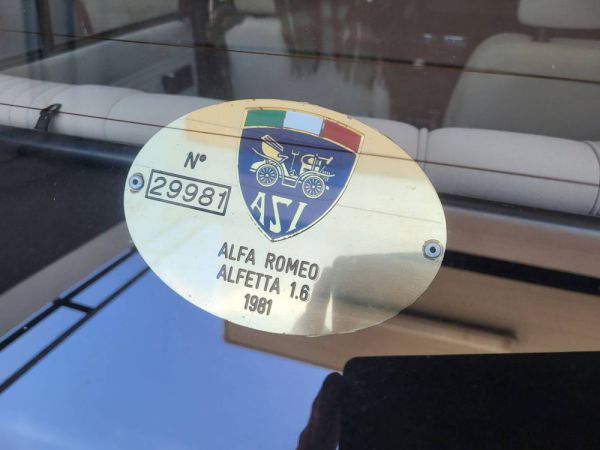 N°
29981
ASI
ALFA ROMEO
ALFETTA 1.6
1981